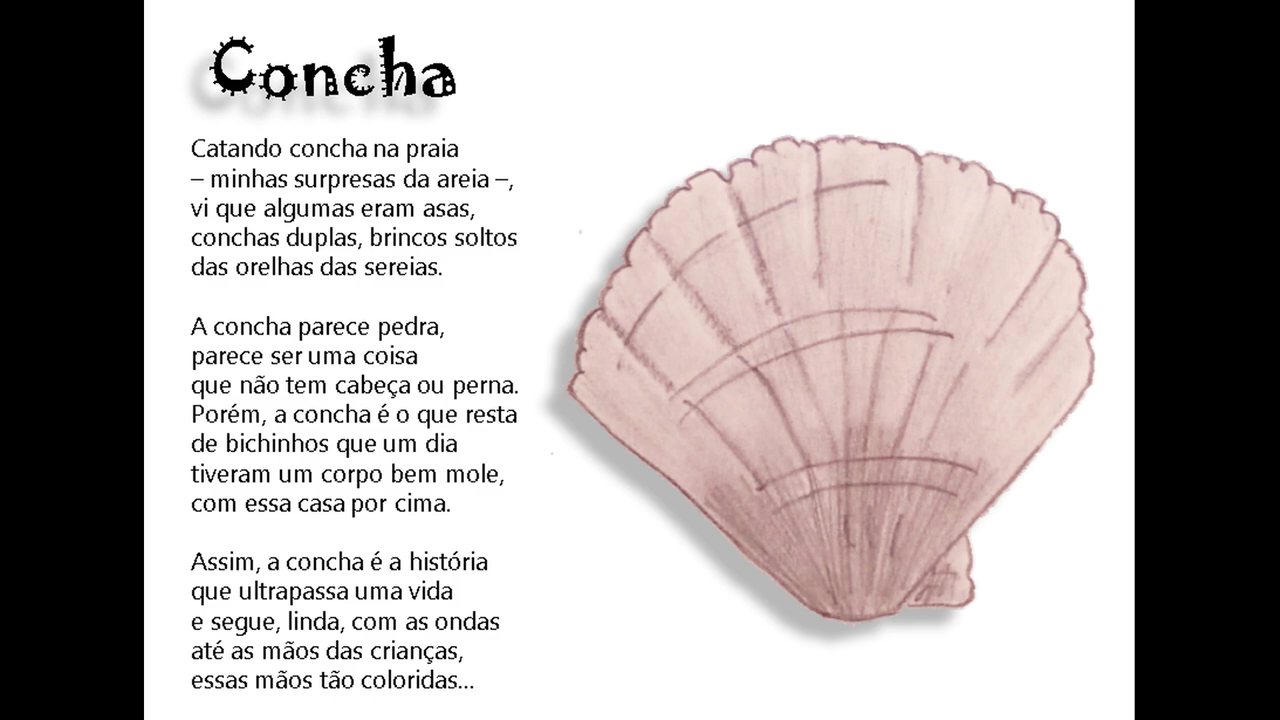 Concha
Catando concha na praia
– minhas surpresas da areia –,
vi que algumas eram asas,
conchas duplas, brincos soltos
das orelhas das sereias.
A concha parece pedra,
parece ser uma coisa
que não tem cabeça ou perna.
Porém, a concha é o que resta
de bichinhos que um dia
tiveram um corpo bem mole,
com essa casa por cima.
Assim, a concha é a história
que ultrapassa uma vida
e segue, linda, com as ondas
até as mãos das crianças,
essas mãos tão coloridas...